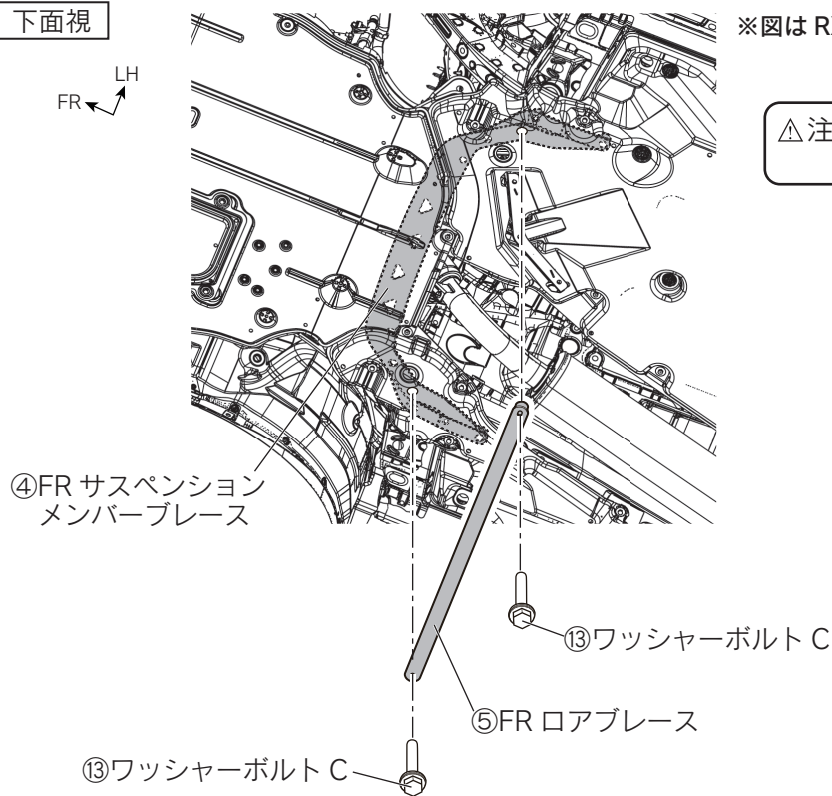 下面視
※図は R
LH
FR
⚠注
④FR サスペンション
メンバーブレース
⑬ワッシャーボルト C
⑤FR ロアブレース
⑬ワッシャーボルト C